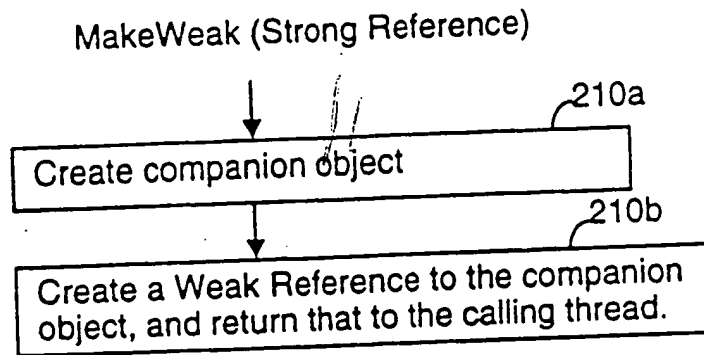 MakeWeak (Strong Reference)
210a
Create companion object
210b
Create a Weak Reference to the companion
object, and return that to the calling thread.